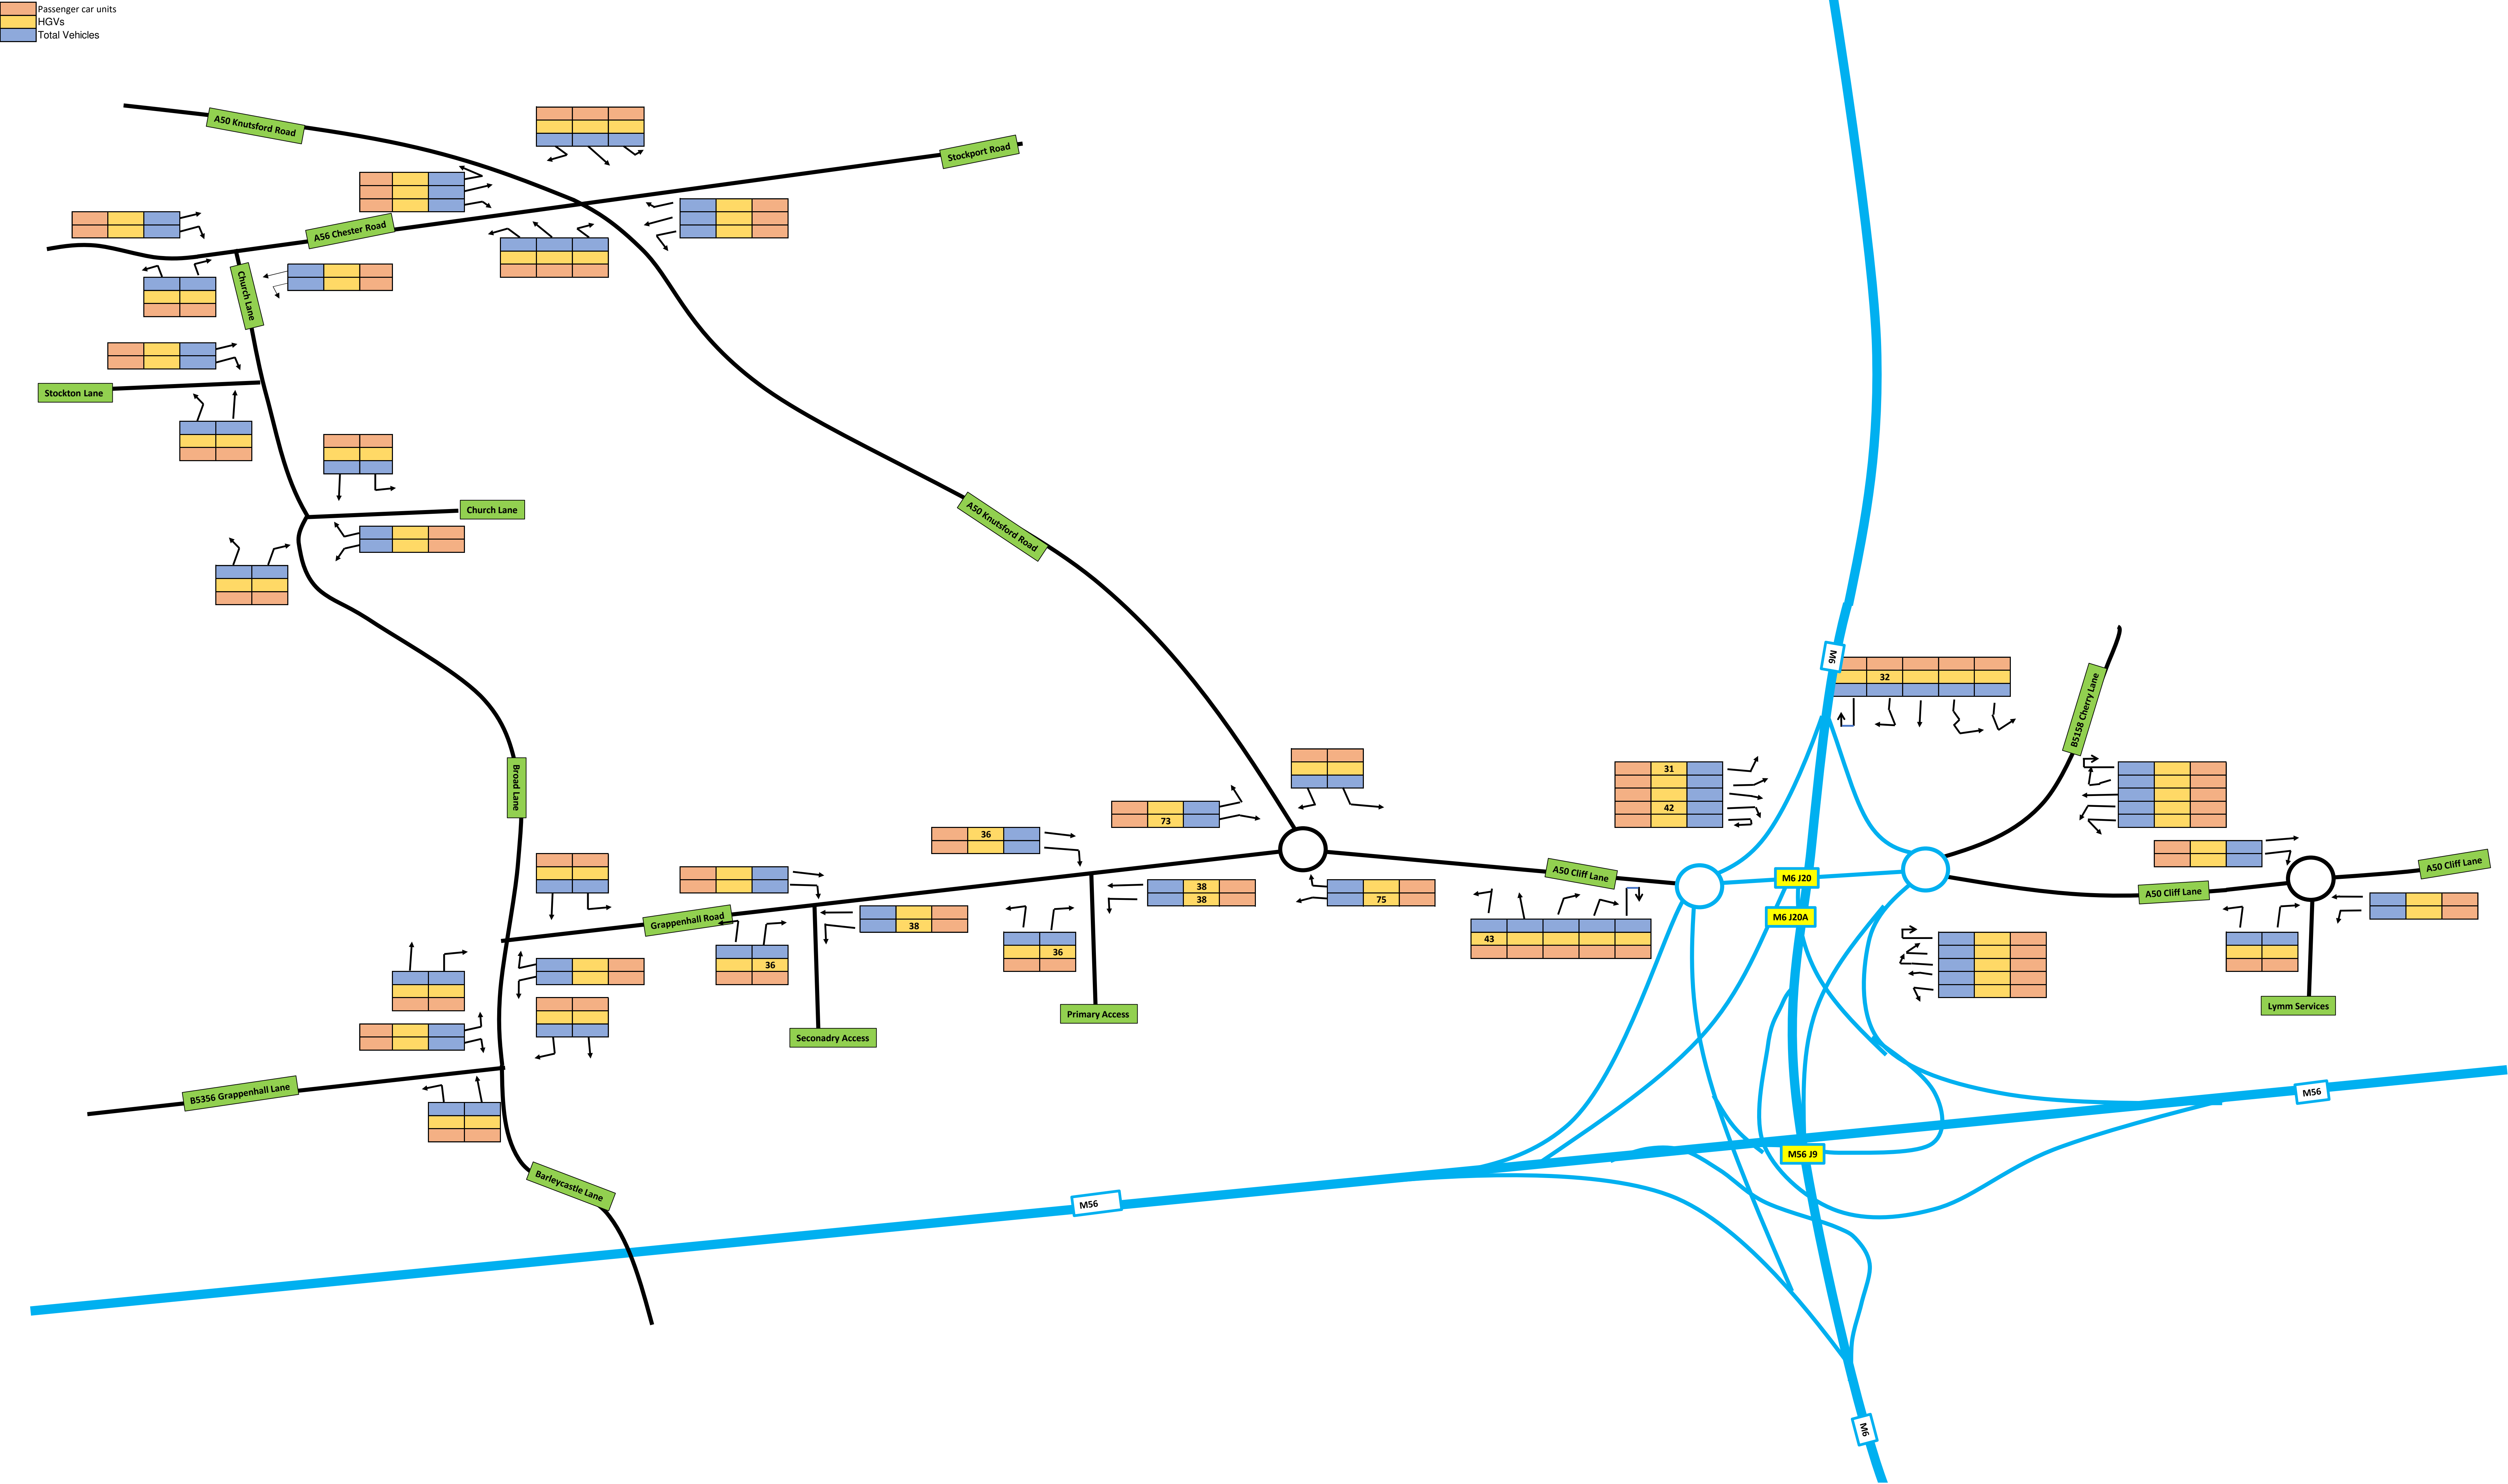 Passenger car units
HGVs
Total Vehicles
A50 Knutsford Road
Stockport Road
A56 Chester Road
Church Lane
Stockton Lane
Church Lane
A50 Knutsford Road
M6
32
B5158 Cherry Lane
Broad Lane
31
42
73
36
A50 Cliff Lane
M6 J20
A50 Cliff Lane
A50 Cliff Lane
38
38
75
M6 J20A
Grappenhall Road
38
43
36
36
Primary Access
Lymm Services
Seconadry Access
B5356 Grappenhall Lane
M56
M56 J9
Barleycastle Lane
M56
M6